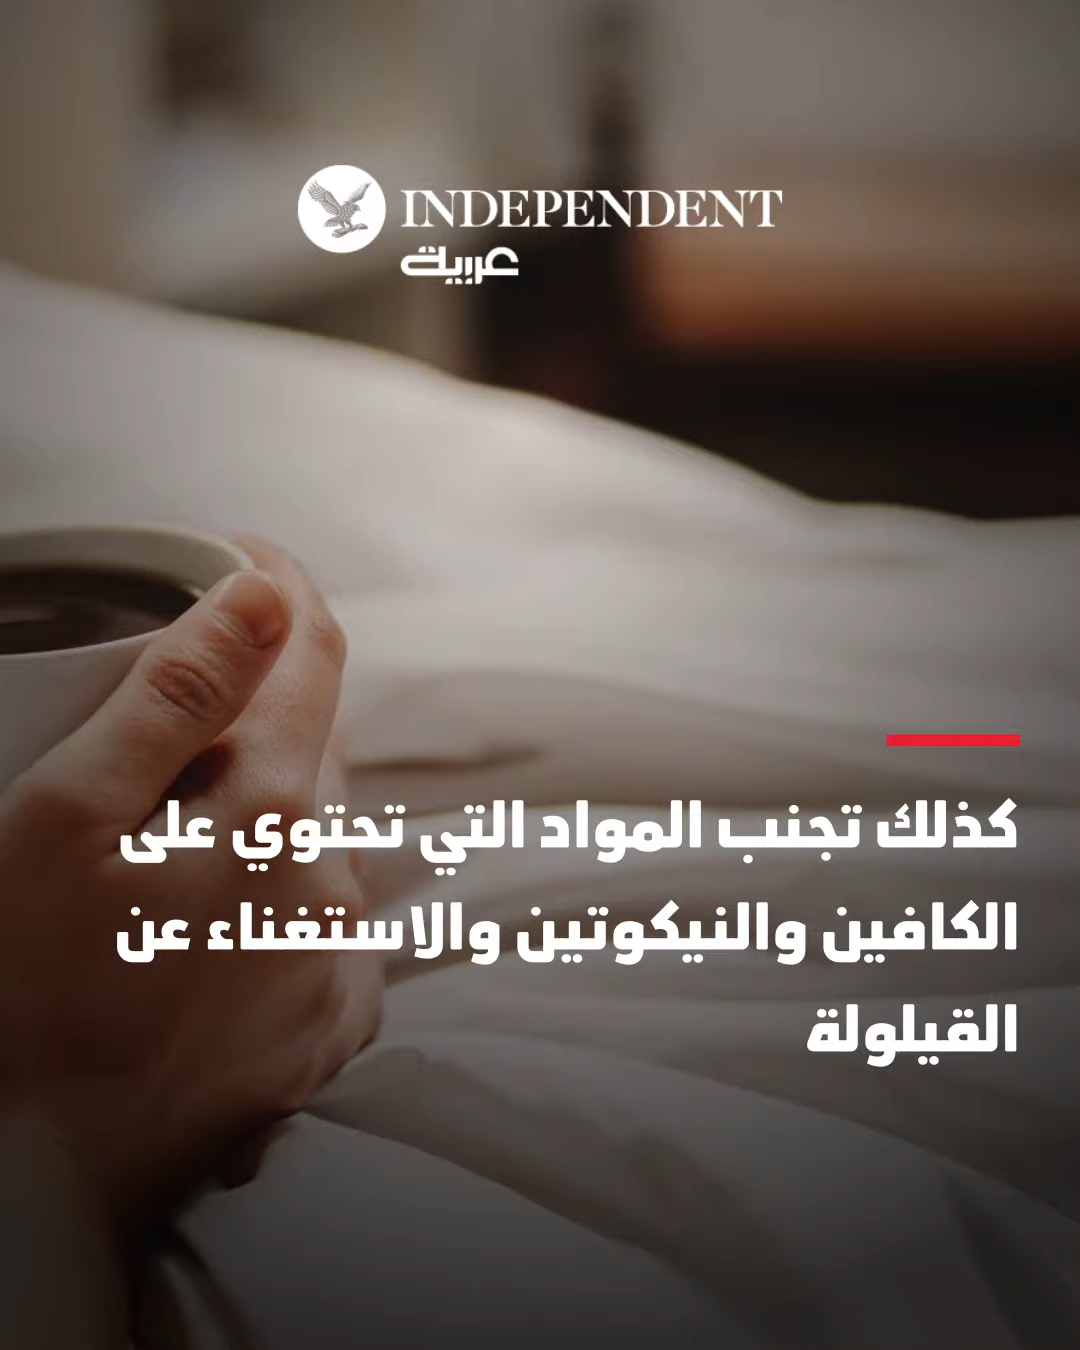 INDEPENDENT
عربية
كذلك تجنب المواد التي تحتوي على
الكافين والنيكوتين والاستغناء عن
القيلولة